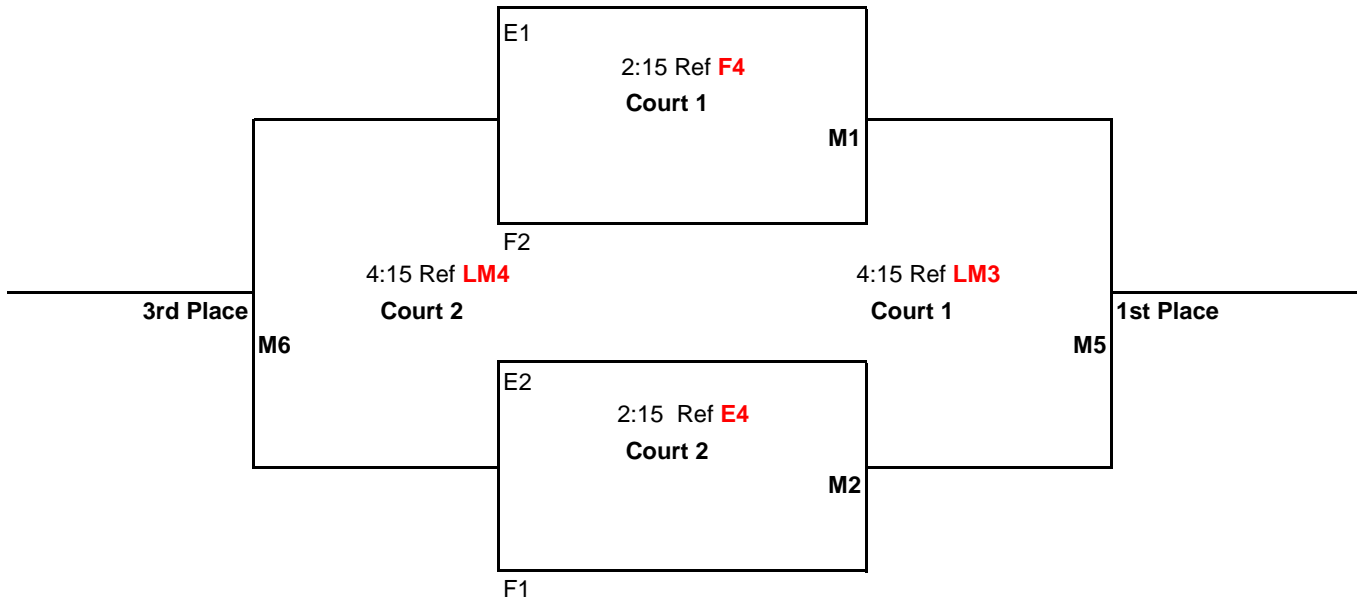 E1
2:15 Ref F4
Court 1
M1
F2
4:15 Ref LM4
4:15 Ref LM3
3rd Place
Court 2
Court 1
1st Place
M6
M5
E2
2:15  Ref E4
Court 2
M2
F1